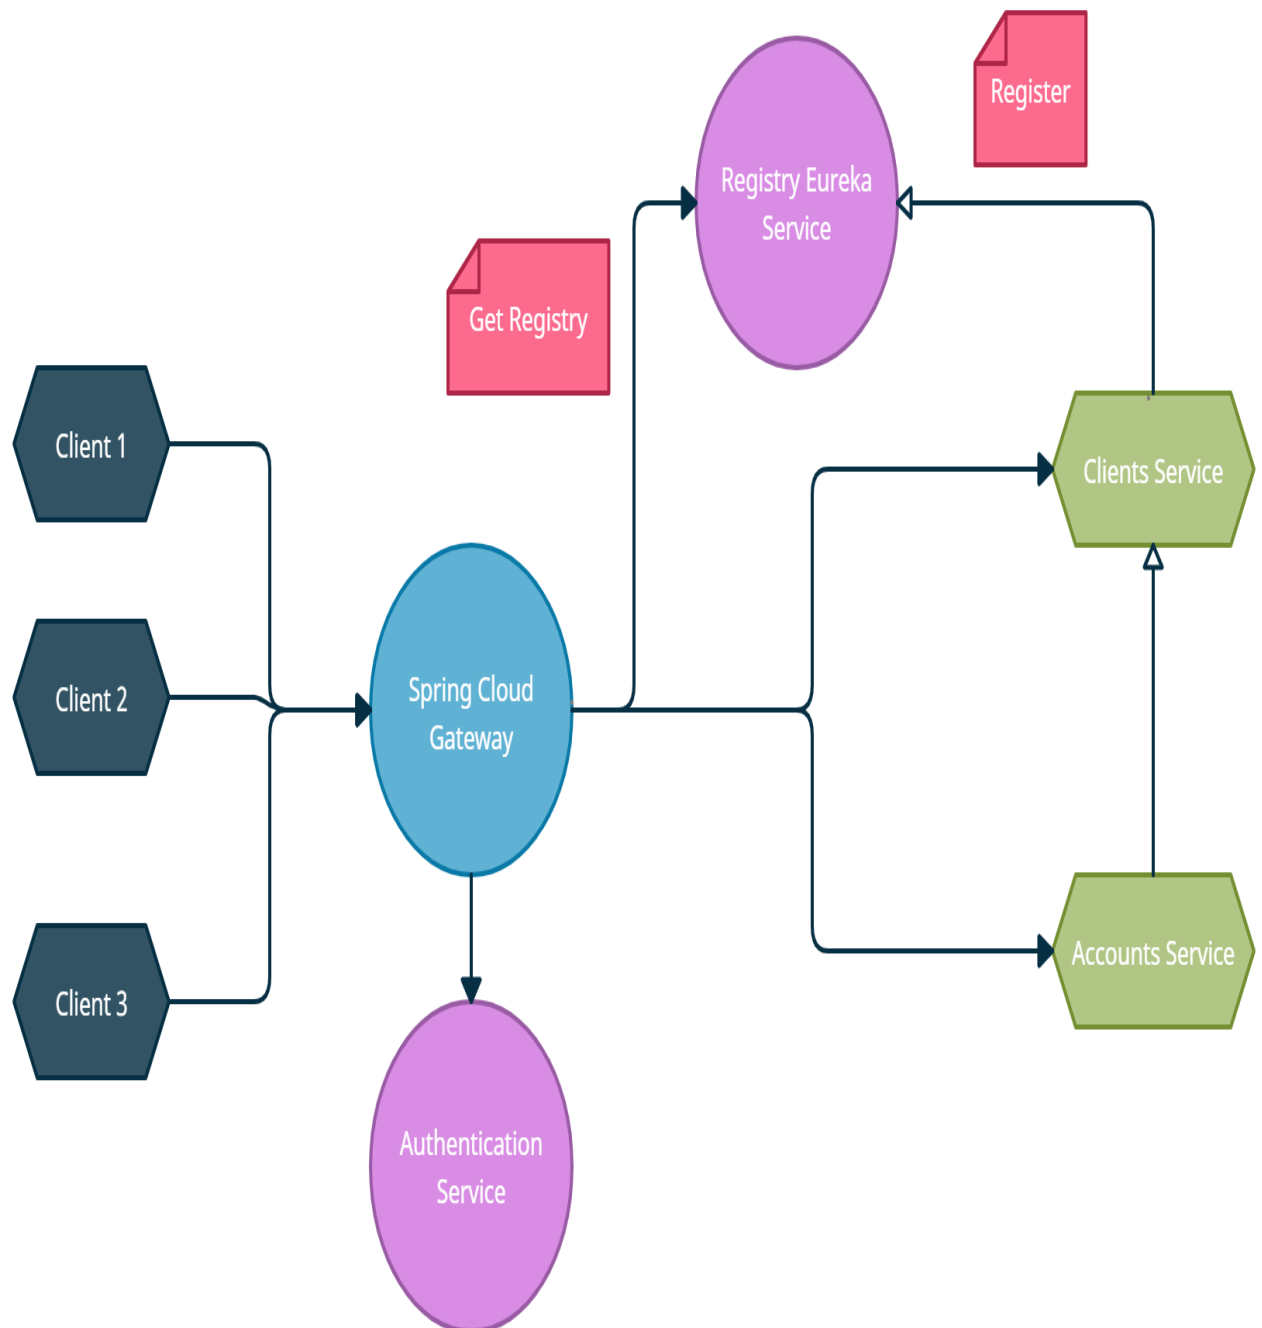 Register
Registry Eureka
Service
Get Registry
Client 1
Clients Service
Client 2
Spring Cloud
Gateway
Accounts Service
Client 3
Authentication
Service